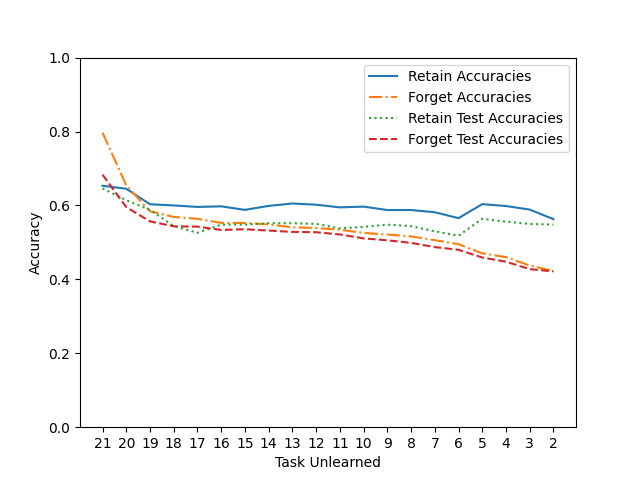 1.0
0.8
0.6
0.4
0.2
0.0
Accuracy
Retain Accuracies
Forget Accuracies
Retain Test Accuracies
Forget Test Accuracies
21 20 19 18 17 16 15 14 13 12 11 10 9 8 7 6 5 4 3 2
Task Unlearned